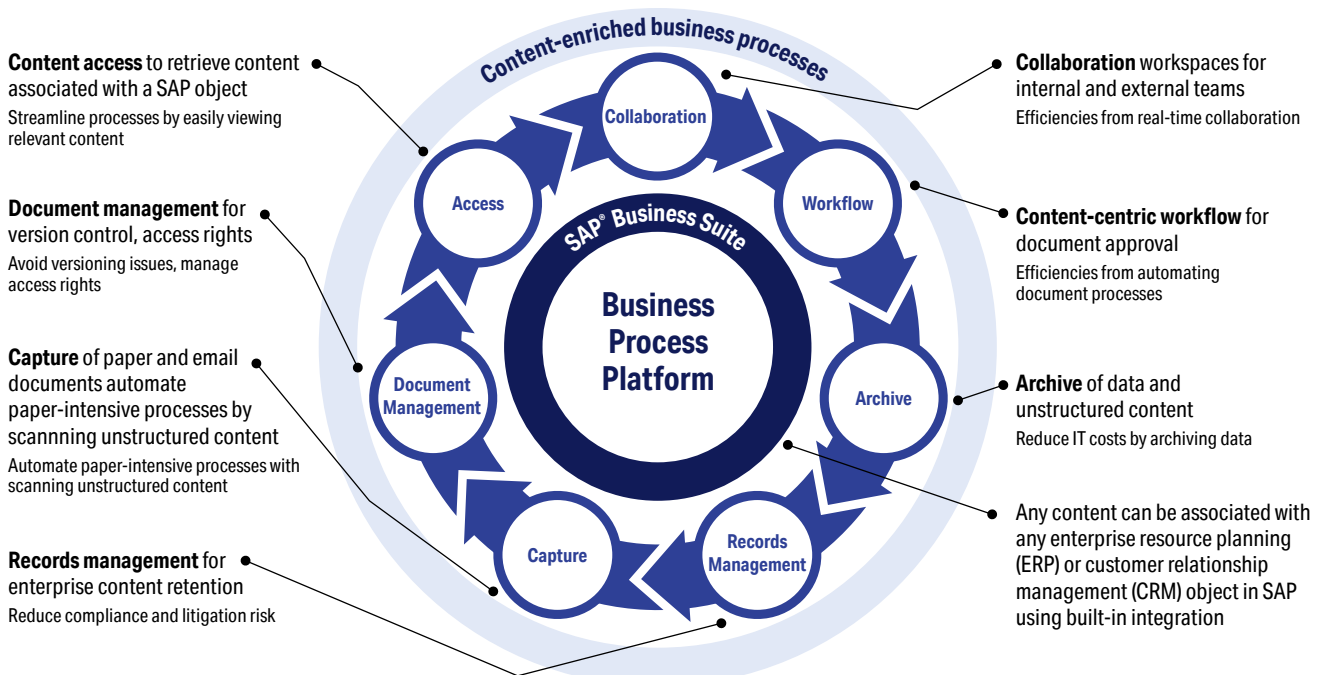 Content-enriched business processes
Content access to retrieve content
associated with a SAP object
Streamline processes by easily viewing
relevant content
Document management for
version control, access rights
Avoid versioning issues, manage
access rights
Capture of paper and email
documents automate
paper-intensive processes by
scannning unstructured content
Automate paper-intensive processes with
scanning unstructured content
Records management for
enterprise content retention
Reduce compliance and litigation risk
Collaboration
Workflow
Archive
Records
Management
Capture
Document
Management
Access
SAP® Business Suite
Business
Process
Platform
Collaboration workspaces for
internal and external teams
Efficiencies from real-time collaboration
Content-centric workflow for
document approval
Efficiencies from automating
document processes
Archive of data and
unstructured content
Reduce IT costs by archiving data
Any content can be associated with
any enterprise resource planning
(ERP) or customer relationship
management (CRM) object in SAP
using built-in integration